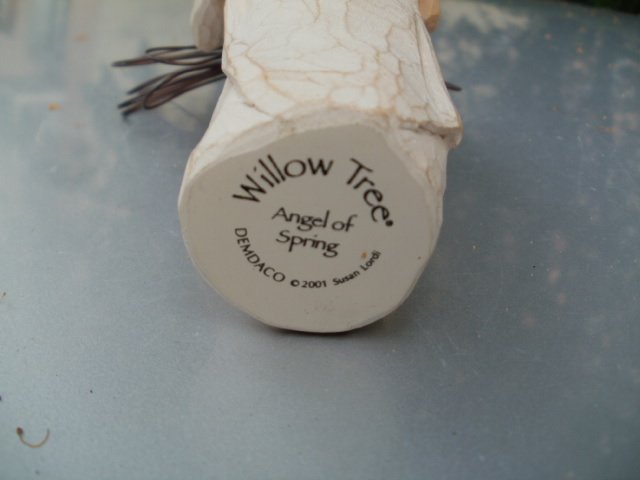 Willow Tree®
Angel of
Spring
DEMDACO © 2001 Susan Lordi